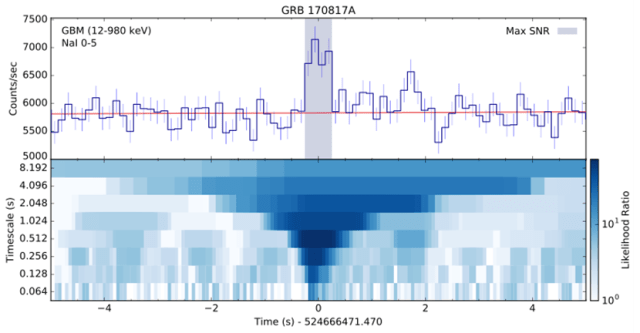 GRB 170817A
GBM (12-980 keV)
NaI 0-5
Max SNR
Counts/sec
7500
7000
6500
6000
5500
5000
Timescale (s)
8.192
4.096
2.048
1.024
0.512
0.256
0.128
0.064
10¹
10⁰
Likelihood Ratio
−4 −2 0 2 4
Time (s) - 524666471.470